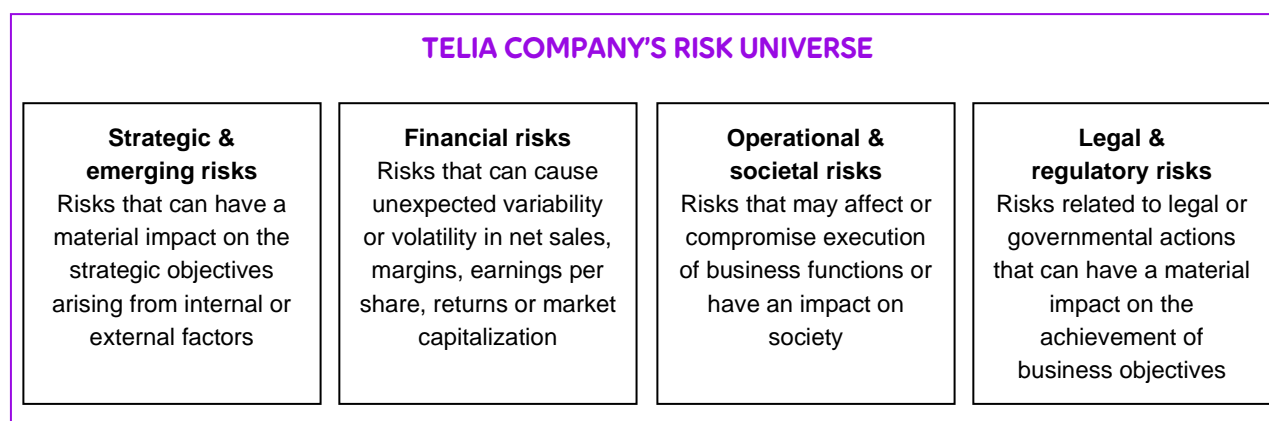 TELIA COMPANY'S RISK UNIVERSE
Strategic &
emerging risks
Risks that can have a
material impact on the
strategic objectives
arising from internal or
external factors
Financial risks
Risks that can cause
unexpected variability
or volatility in net sales,
margins, earnings per
share, returns or market
capitalization
Operational &
societal risks
Risks that may affect or
compromise execution
of business functions or
have an impact on
society
Legal &
regulatory risks
Risks related to legal or
governmental actions
that can have a material
impact on the
achievement of
business objectives